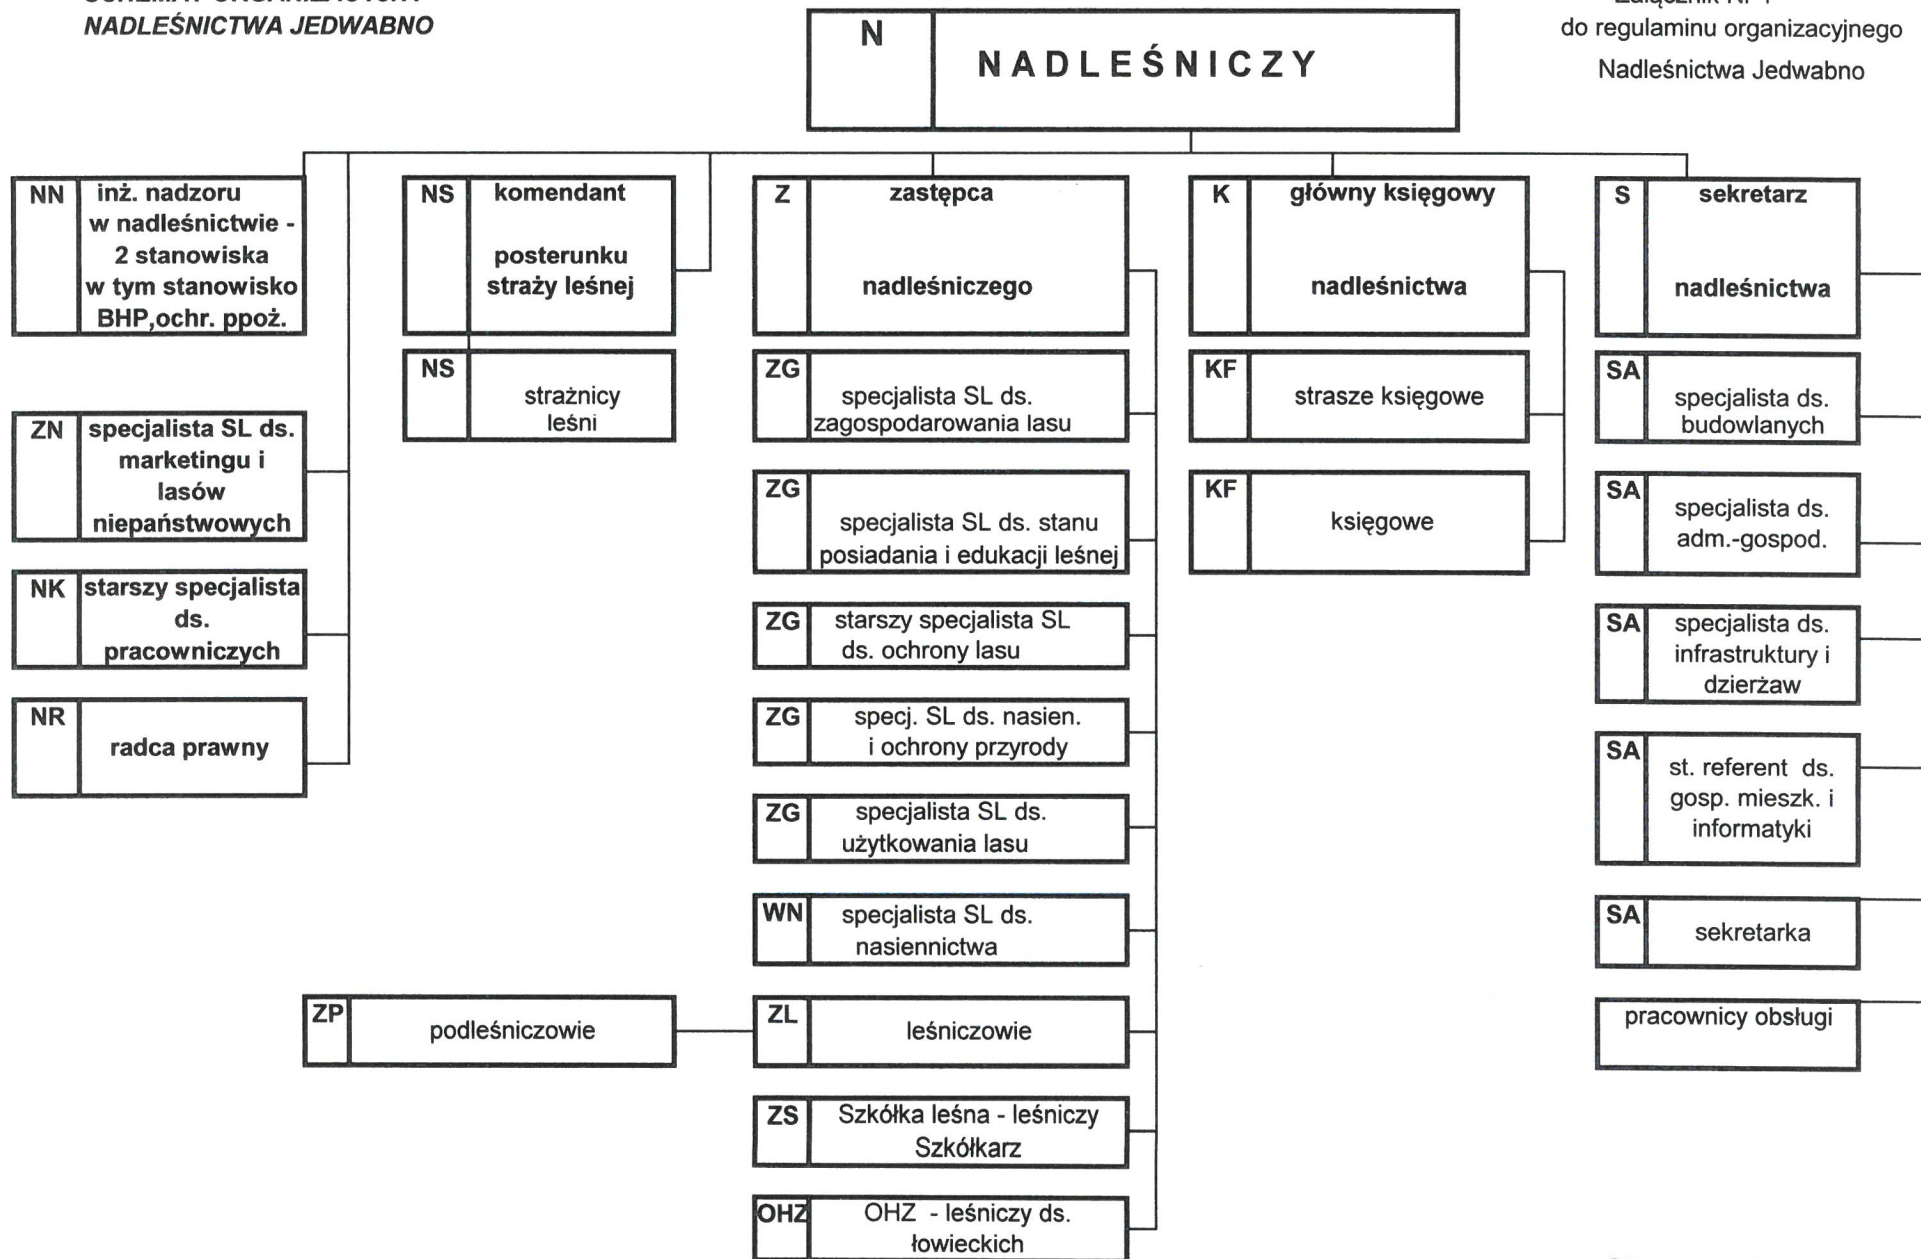 NADLEŚNICTWA JEDWABNO
do regulaminu organizacyjnego
Nadleśnictwa Jedwabno
N
NADLEŚNICZY
NN
inż. nadzoru
w nadleśnictwie -
2 stanowiska
w tym stanowisko
BHP,ochr. ppoż.
ZN
specjalista SL ds.
marketingu i
lasów
niepaństwowych
NK
starszy specjalista
ds.
pracowniczych
NR
radca prawny
NS
komendant
posterunku
straży leśnej
NS
strażnicy
leśni
Z
zastępca
nadleśniczego
ZG
specjalista SL ds.
zagospodarowania lasu
ZG
specjalista SL ds. stanu
posiadania i edukacji leśnej
ZG
starszy specjalista SL
ds. ochrony lasu
ZG
specj. SL ds. nasien.
i ochrony przyrody
ZG
specjalista SL ds.
użytkowania lasu
WN
specjalista SL ds.
nasiennictwa
ZP
podleśniczowie
ZL
leśniczowie
ZS
Szkółka leśna - leśniczy
Szkółkarz
OHZ
OHZ - leśniczy ds.
łowieckich
K
główny księgowy
nadleśnictwa
KF
strasze księgowe
KF
księgowe
S
sekretarz
nadleśnictwa
SA
specjalista ds.
budowlanych
SA
specjalista ds.
adm.-gospod.
SA
specjalista ds.
infrastruktury i
dzierżaw
SA
st. referent ds.
gosp. mieszk. i
informatyki
SA
sekretarka
pracownicy obsługi